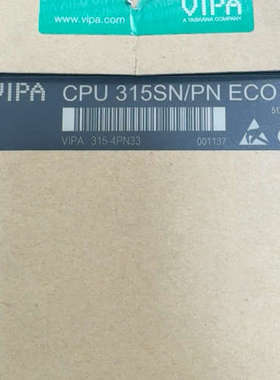 VIPA
www.vipa.com
A YASKAWA COMPANY
VIPA CPU 315SN/PN ECO
VIPA 315-4PN33 001137